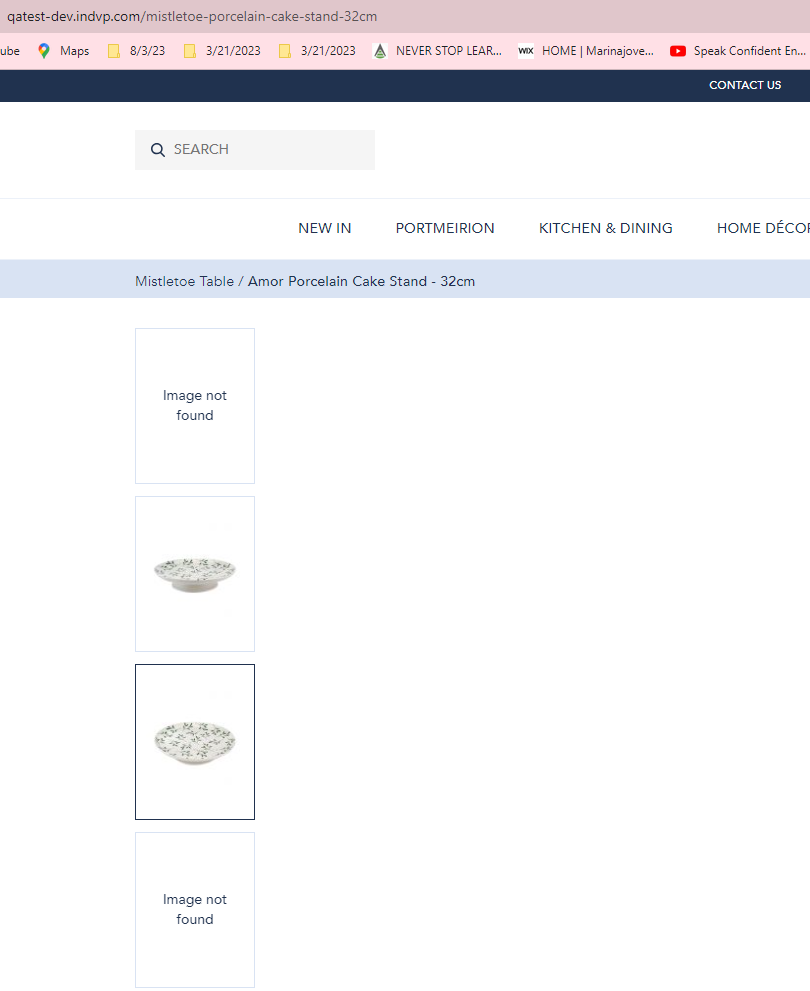 qatest-dev.indvp.com/mistletoe-porcelain-cake-stand-32cm
ube Maps 8/3/23 3/21/2023 3/21/2023 NEVER STOP LEAR... WIX HOME | Marinajove... Speak Confident En...
CONTACT US
SEARCH
NEW IN PORTMEIRION KITCHEN & DINING HOME DÉCOR
Mistletoe Table / Amor Porcelain Cake Stand - 32cm
Image not
found
Image not
found